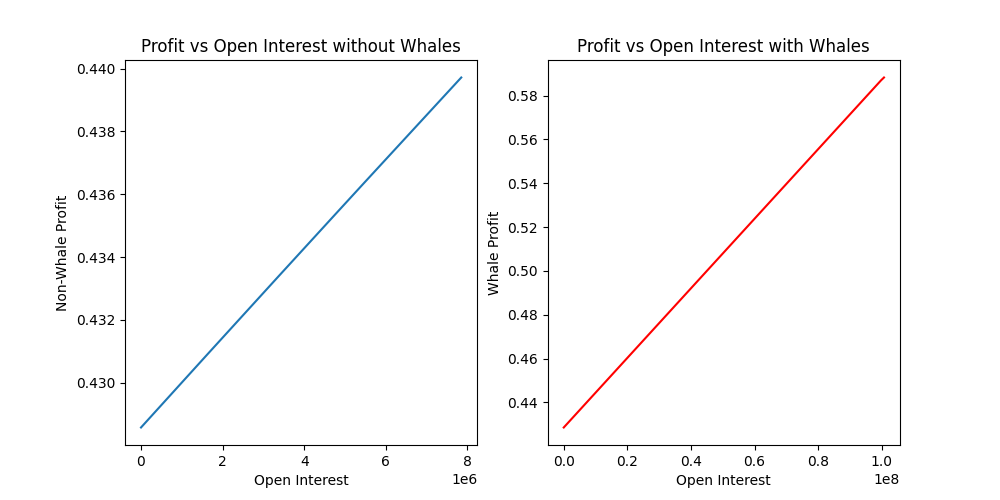 Profit vs Open Interest without Whales
0.440
0.438
0.436
0.434
0.432
0.430
Non-Whale Profit
0 2 4 6 8
1e6
Open Interest
Profit vs Open Interest with Whales
0.58
0.56
0.54
0.52
0.50
0.48
0.46
0.44
Whale Profit
0.0 0.2 0.4 0.6 0.8 1.0
1e8
Open Interest